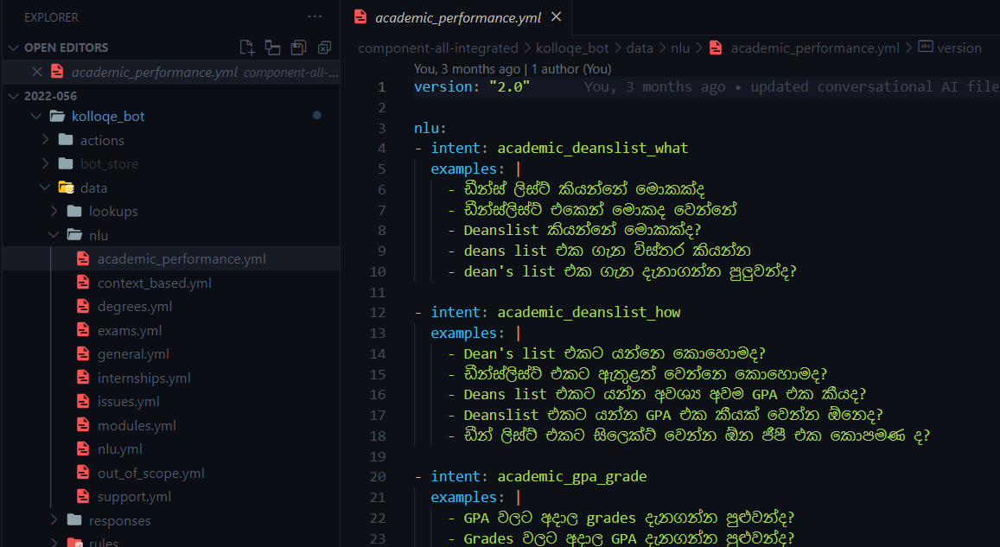 EXPLORER
OPEN EDITORS
academic_performance.yml component-all-...
2022-056
kolloqe_bot
actions
bot_store
data
lookups
nlu
academic_performance.yml
context_based.yml
degrees.yml
exams.yml
general.yml
internships.yml
issues.yml
modules.yml
nlu.yml
out_of_scope.yml
support.yml
responses
rules
academic_performance.yml
component-all-integrated > kolloqe_bot > data > nlu > academic_performance.yml > abc version
You, 3 months ago | 1 author (You)
1 version: "2.0" You, 3 months ago • updated conversational AI file
2
3 nlu:
4 - intent: academic_deanslist_what
5 examples: |
6 - ඩීන්ස් ලිස්ට් කියන්නේ මොකක්ද
7 - ඩීන්ස්ලිස්ට් එකෙන් මොකද වෙන්නේ
8 - Deanslist කියන්නේ මොකක්ද?
9 - deans list එක ගැන විස්තර කියන්න
10 - dean's list එක ගැන දැනාගන්න පුලුවන්ද?
11
12 - intent: academic_deanslist_how
13 examples: |
14 - Dean's list එකට යන්නෙ කොහොමද?
15 - ඩීන්ස්ලිස්ට් එකට ඇතුළත් වෙන්නෙ කොහොමද?
16 - Deans list එකට යන්න අවශ්‍ය අවම GPA එක කීයද?
17 - Deanslist එකට යන්න GPA එක කීයක් වෙන්න ඕනෙද?
18 - ඩීන් ලිස්ට් එකට සිලෙක්ට් වෙන්න ඕන ජීපී එක කොපමණ ද?
19
20 - intent: academic_gpa_grade
21 examples: |
22 - GPA වලට අදාල grades දැනගන්න පුළුවන්ද?
23 - Grades වලට අදාල GPA දැනගන්න පුළුවන්ද?